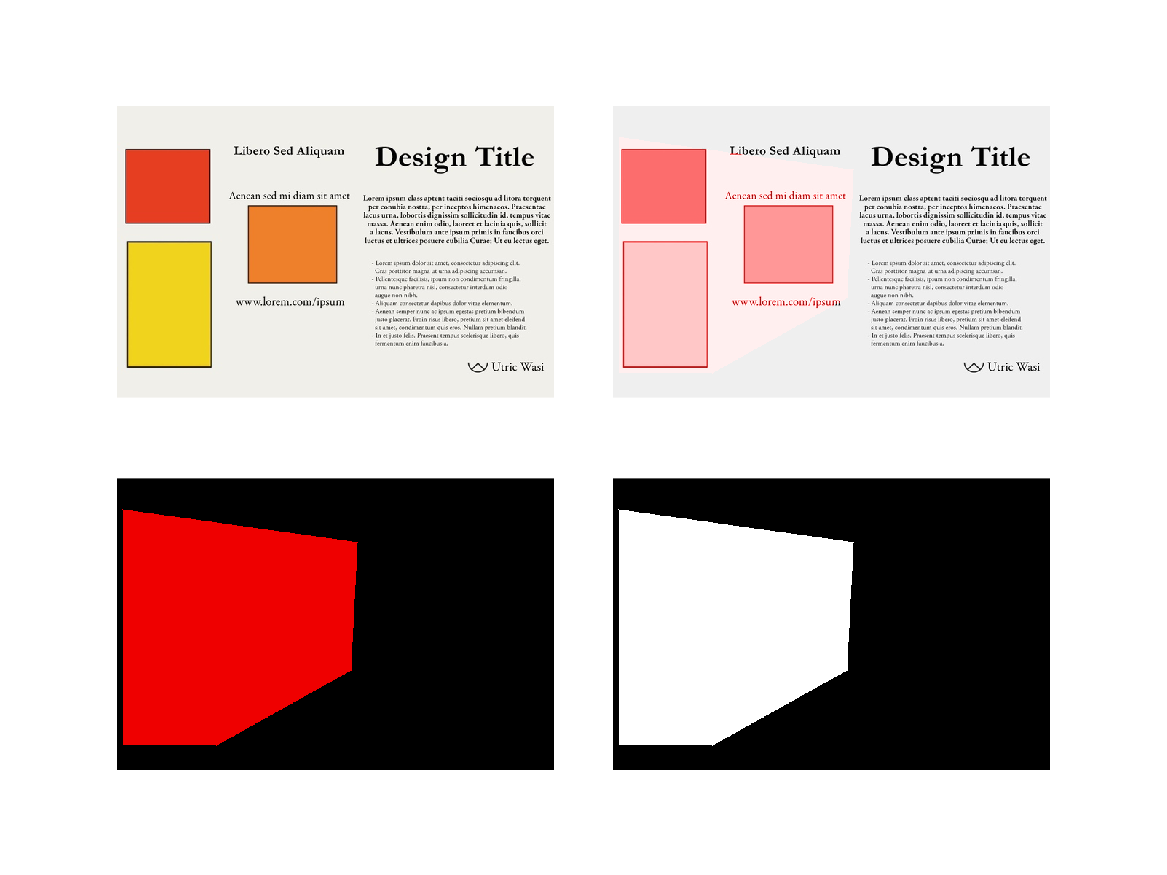 Libero Sed Aliquam
Aenean sed mi diam sit amet
www.lorem.com/ipsum
Design Title
Lorem ipsum class aptent taciti sociosqu ad litora torquent
per conubia nostra, per inceptos himenaeos. Praesentae
lacus urna, lobortis dignissim sollicitudin id, tempus vitae
massa. Aenean enim odio, laoreet et lacinia quis, sollicit
a lacus. Vestibulum ante ipsum primis in faucibus orci
luctus et ultrices posuere cubilia Curae; Ut eu lectus eget.
- Lorem ipsum dolor sit amet, consectetur adipiscing elit.
Cras porttitor magna ut urna adipiscing accumsan.
- Pellentesque facilisis, ipsum non condimentum fringilla,
urna nunc pharetra nisl, consectetur interdum odio
augue non nibh.
- Aliquam consectetur dapibus dolor vitae elementum.
Aenean semper nunc ac ipsum egestas pretium bibendum
justo placerat. Proin risus libero, pretium sit amet eleifend
sit amet, condimentum quis eros. Nullam pretium blandit
In et justo felis. Praesent tempus scelerisque libero, quis
fermentum enim faucibus a.
Utric Wasi
Libero Sed Aliquam
Aenean sed mi diam sit amet
www.lorem.com/ipsum
Design Title
Lorem ipsum class aptent taciti sociosqu ad litora torquent
per conubia nostra, per inceptos himenaeos. Praesentae
lacus urna, lobortis dignissim sollicitudin id, tempus vitae
massa. Aenean enim odio, laoreet et lacinia quis, sollicit
a lacus. Vestibulum ante ipsum primis in faucibus orci
luctus et ultrices posuere cubilia Curae; Ut eu lectus eget.
- Lorem ipsum dolor sit amet, consectetur adipiscing elit.
Cras porttitor magna ut urna adipiscing accumsan.
- Pellentesque facilisis, ipsum non condimentum fringilla,
urna nunc pharetra nisl, consectetur interdum odio
augue non nibh.
- Aliquam consectetur dapibus dolor vitae elementum.
Aenean semper nunc ac ipsum egestas pretium bibendum
justo placerat. Proin risus libero, pretium sit amet eleifend
sit amet, condimentum quis eros. Nullam pretium blandit
In et justo felis. Praesent tempus scelerisque libero, quis
fermentum enim faucibus a.
Utric Wasi